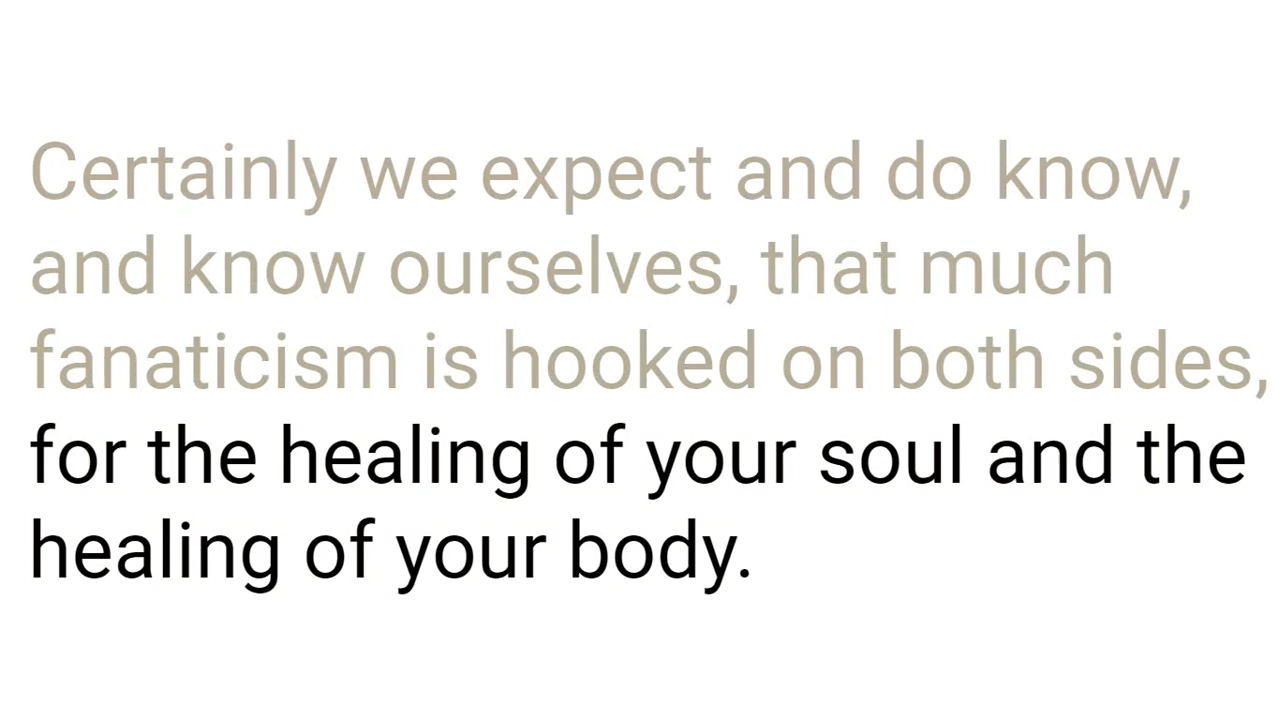 Certainly we expect and do know,
and know ourselves, that much
fanaticism is hooked on both sides,
for the healing of your soul and the
healing of your body.